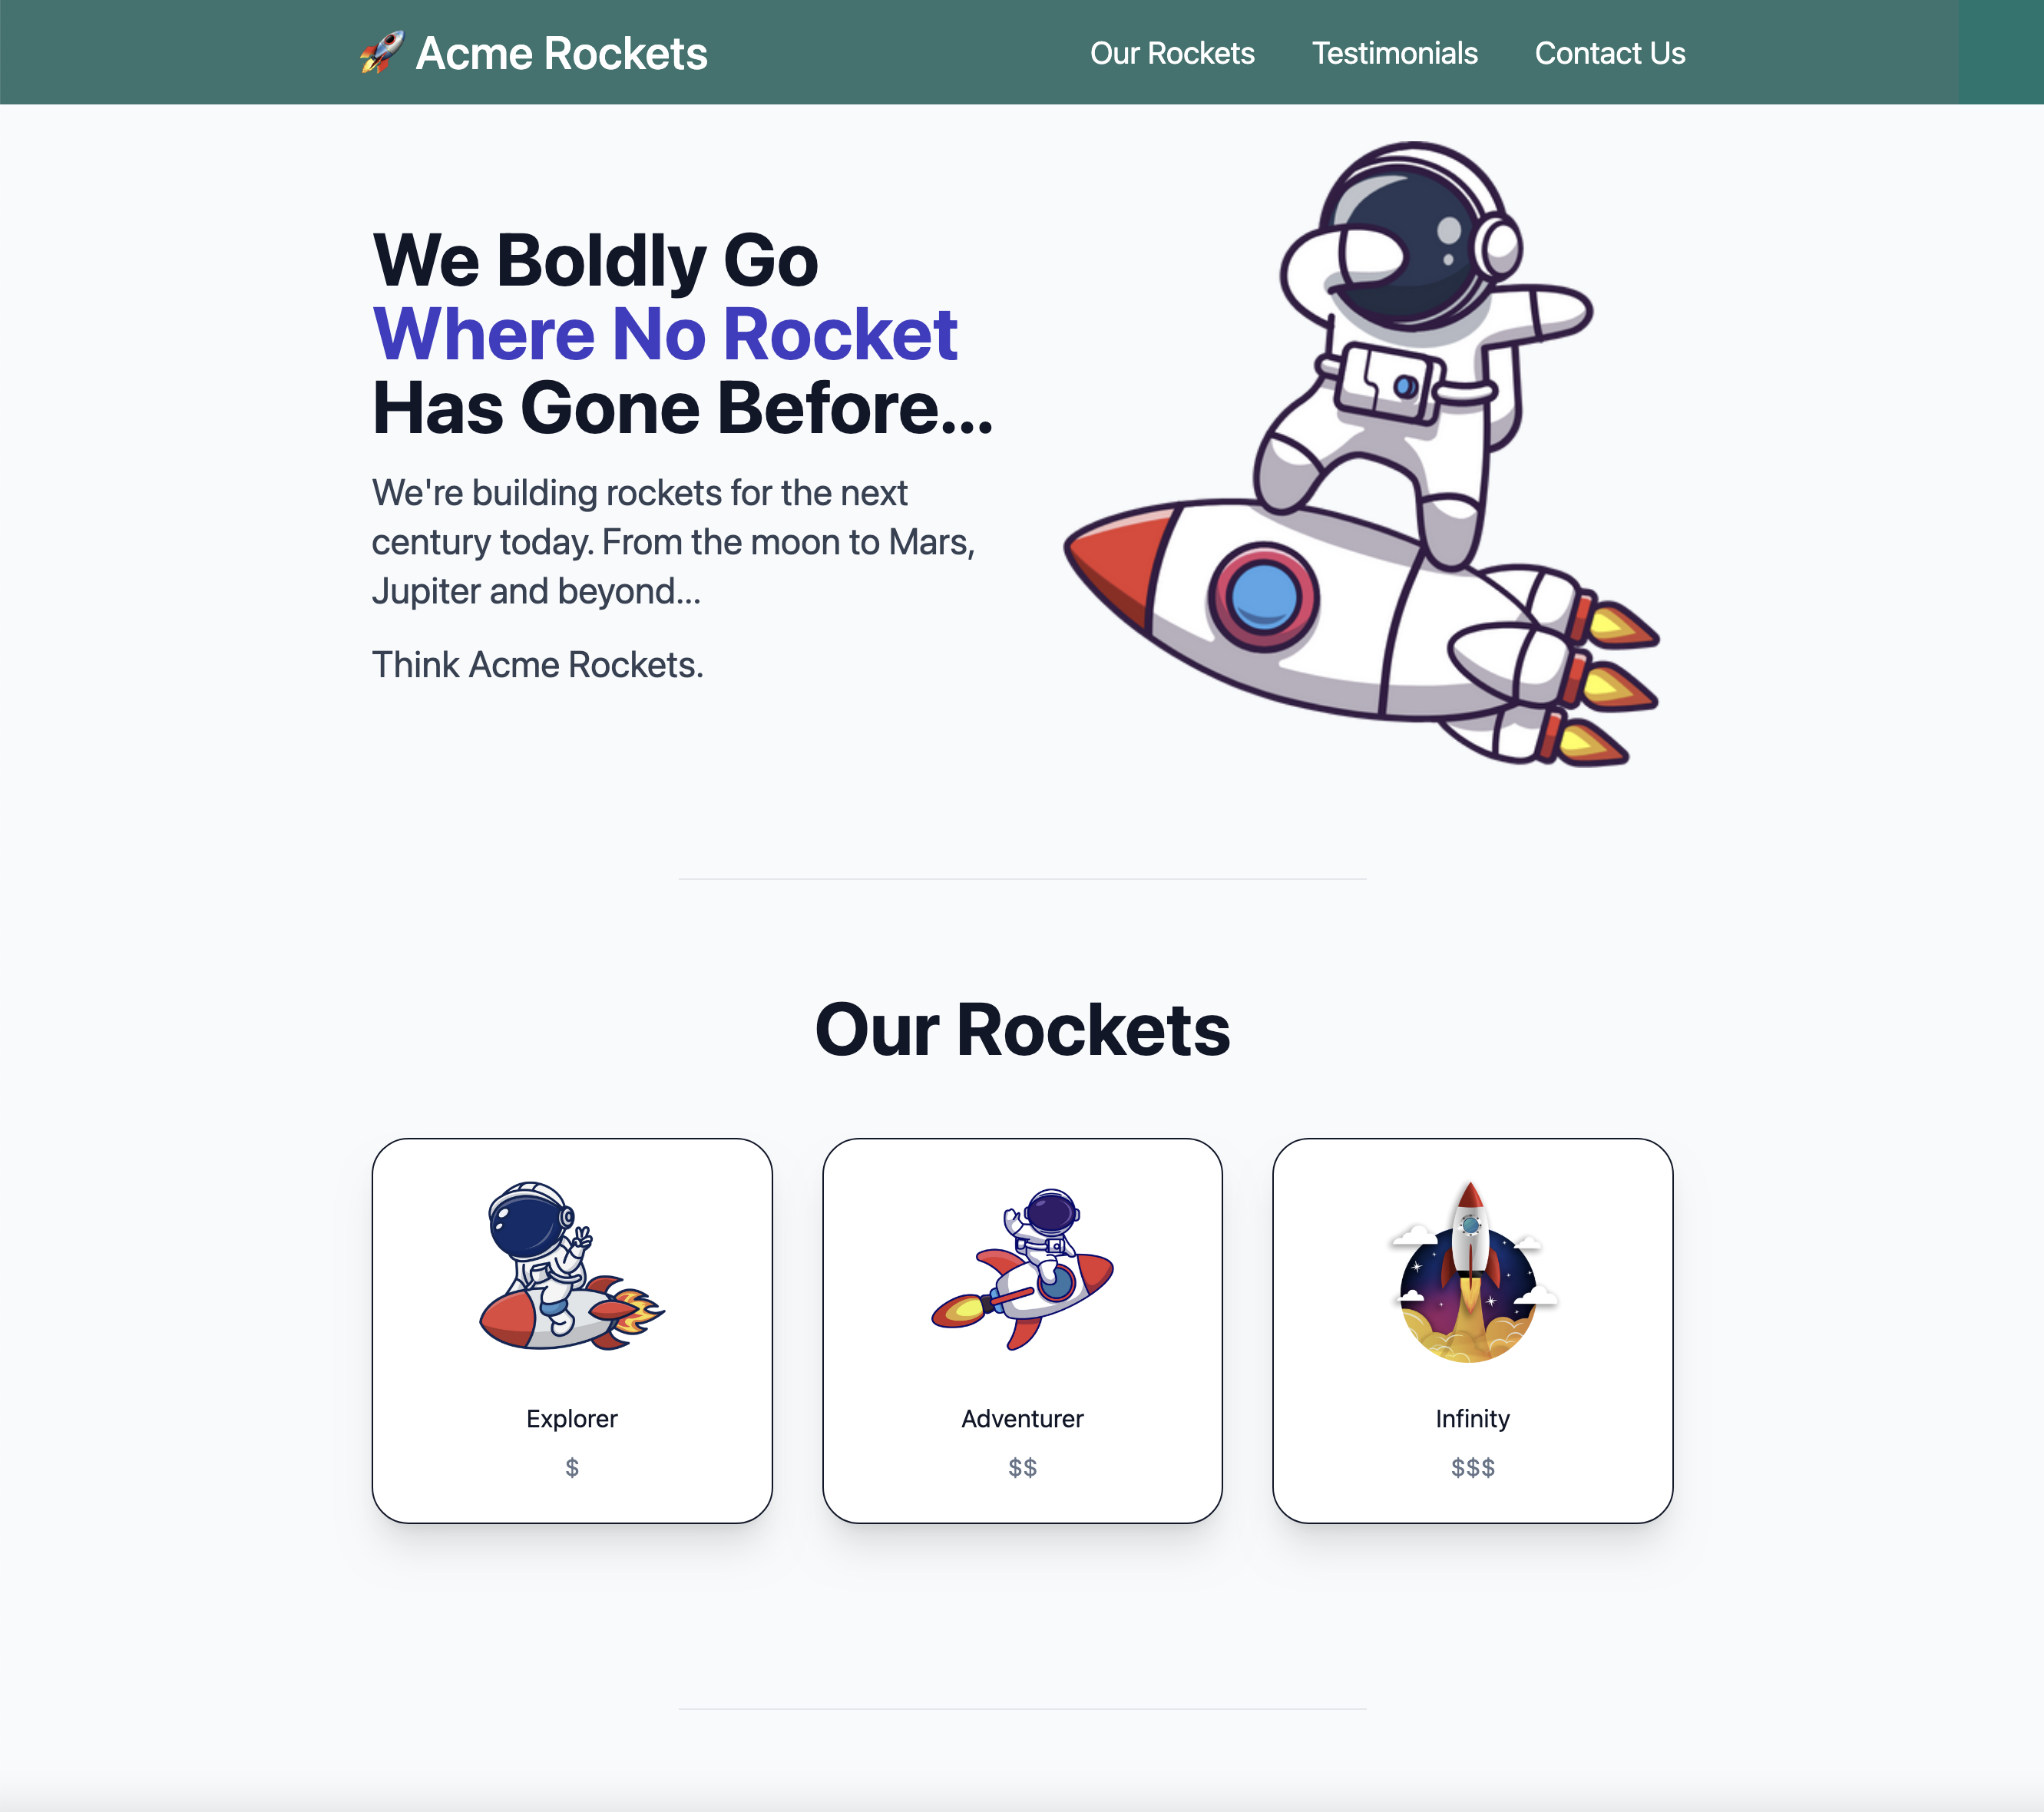 🚀 Acme Rockets
Our Rockets
Testimonials
Contact Us
We Boldly Go
Where No Rocket
Has Gone Before...
We're building rockets for the next
century today. From the moon to Mars,
Jupiter and beyond...
Think Acme Rockets.
Our Rockets
Explorer
$
Adventurer
$$
Infinity
$$$